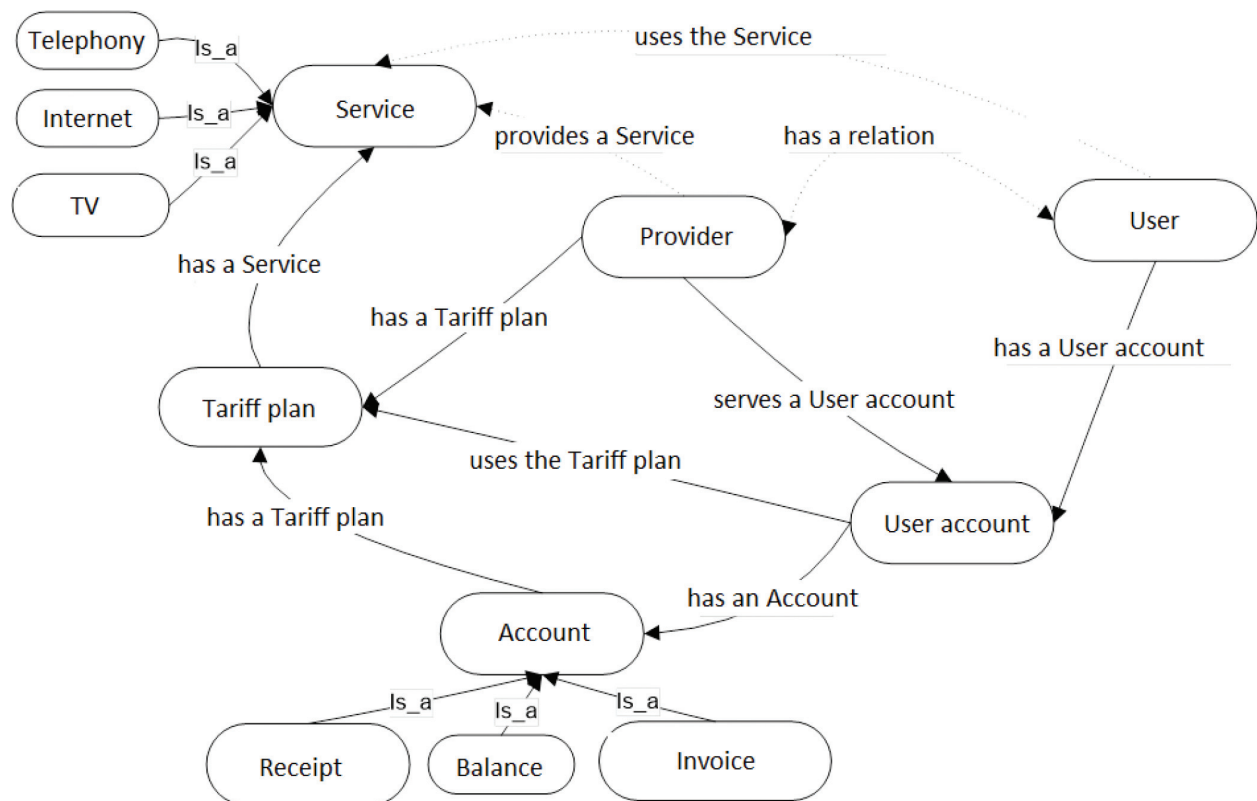 Telephony
Is_a
uses the Service
Internet
Is_a
Service
Is_a
provides a Service
has a relation
TV
User
Provider
has a Service
has a Tariff plan
has a User account
Tariff plan
serves a User account
uses the Tariff plan
has a Tariff plan
User account
has an Account
Account
Is_a
Is_a
Is_a
Receipt
Balance
Invoice